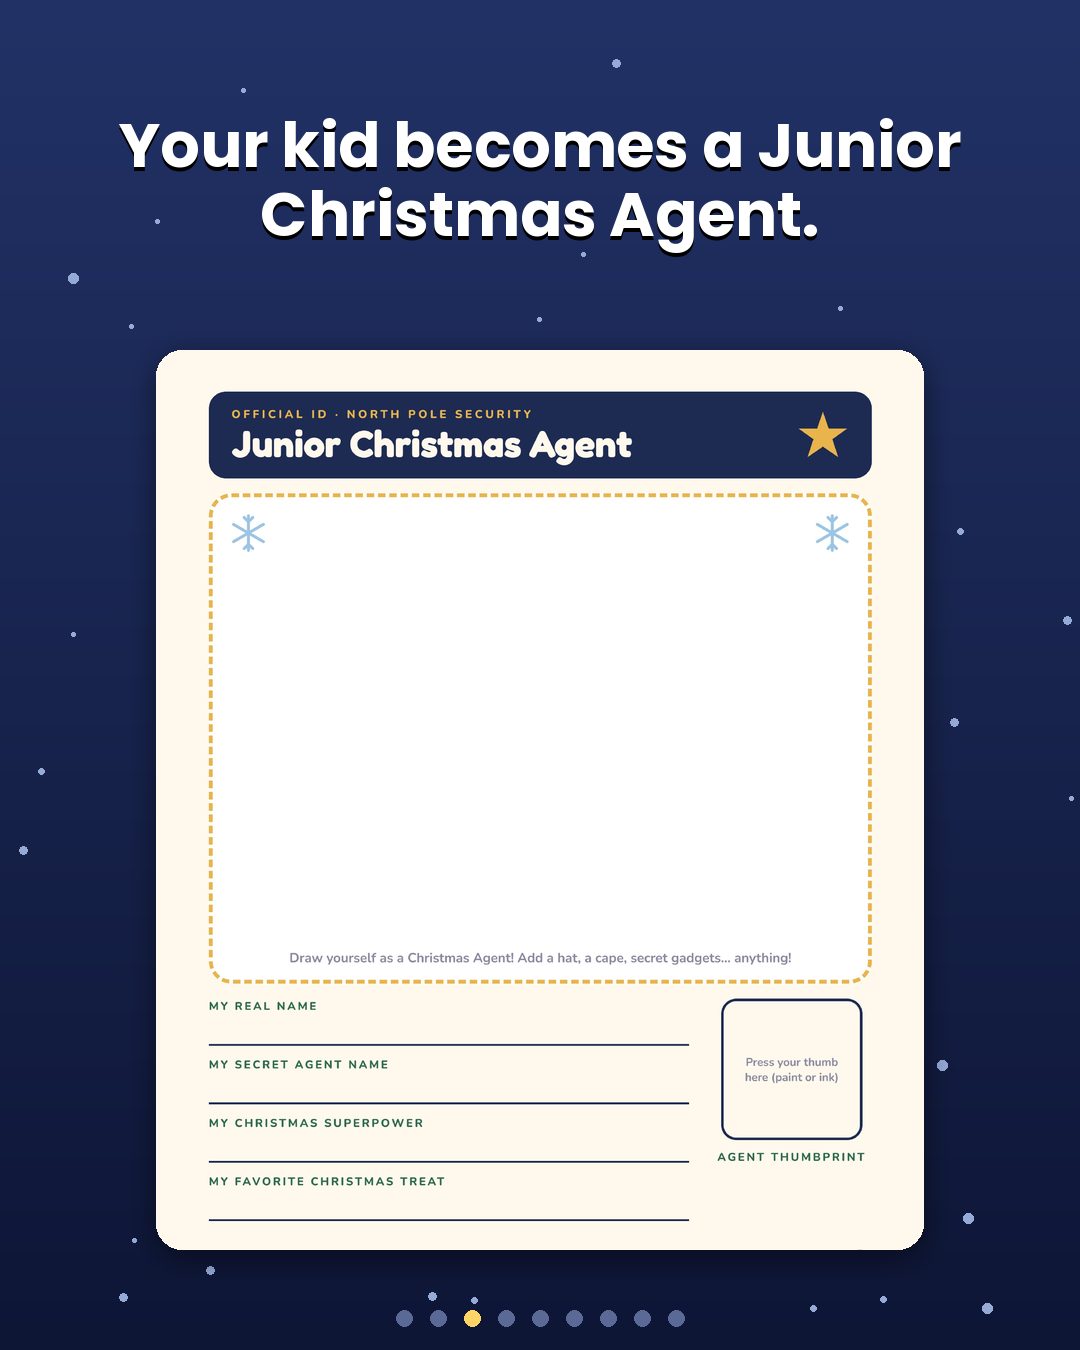 Your kid becomes a Junior
Christmas Agent.
OFFICIAL ID · NORTH POLE SECURITY
Junior Christmas Agent
Draw yourself as a Christmas Agent! Add a hat, a cape, secret gadgets... anything!
MY REAL NAME
MY SECRET AGENT NAME
MY CHRISTMAS SUPERPOWER
MY FAVORITE CHRISTMAS TREAT
Press your thumb
here (paint or ink)
AGENT THUMBPRINT